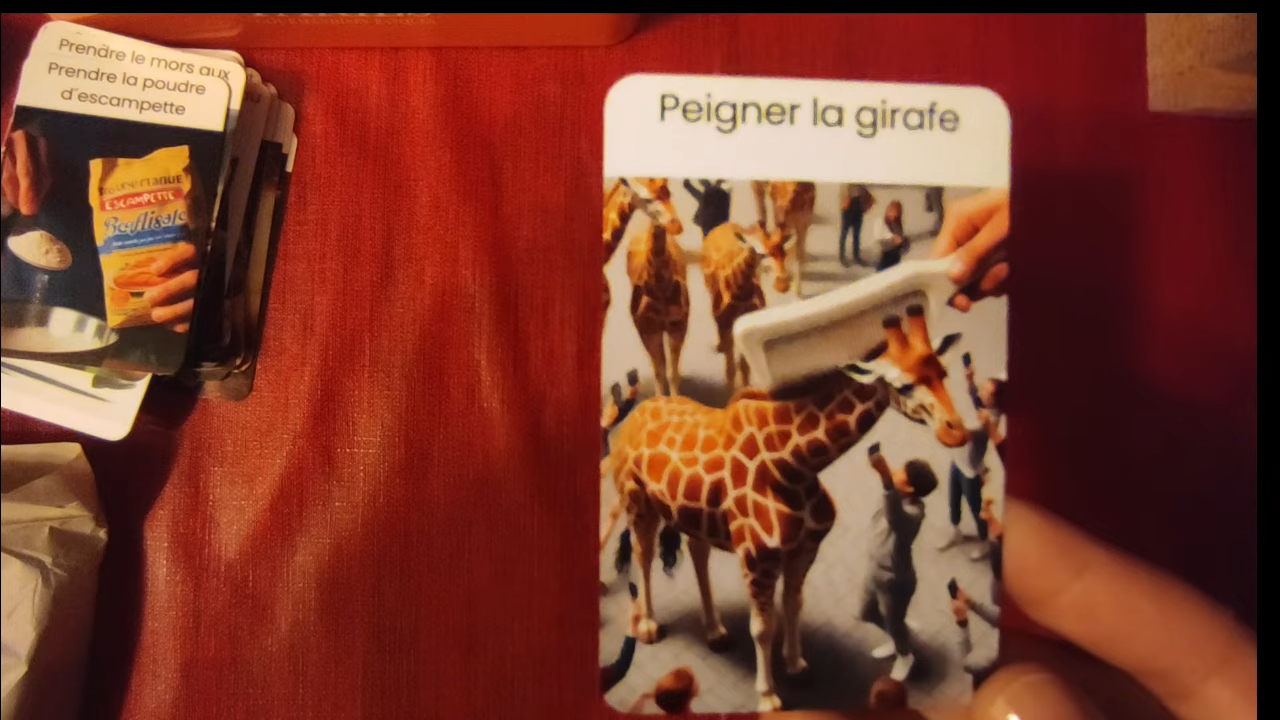 Prendre le mors aux
Prendre la poudre
d'escampette
ESCAMPETTE
Peigner la girafe